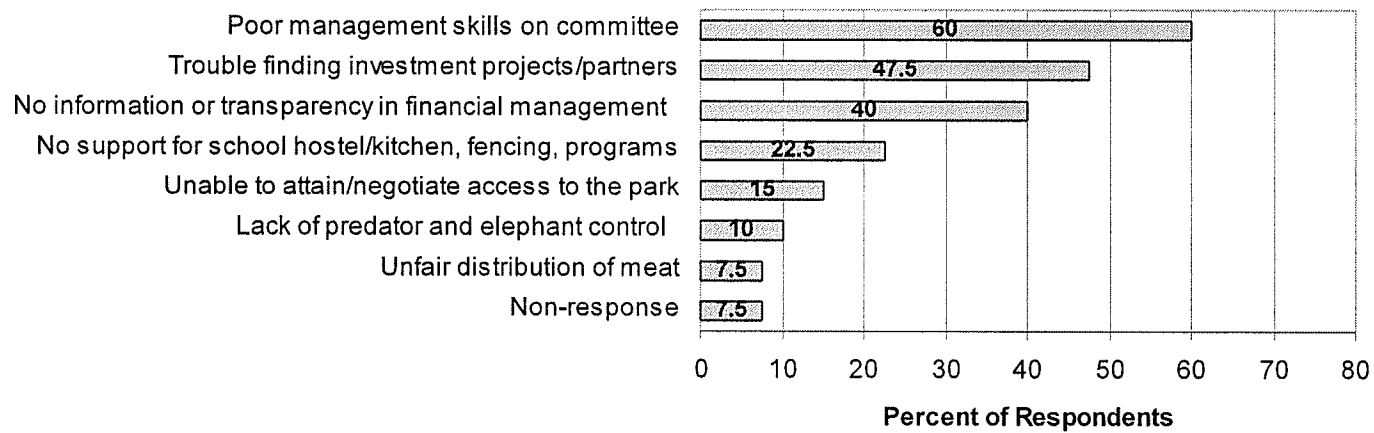 Poor management skills on committee 60
Trouble finding investment projects/partners 47.5
No information or transparency in financial management 40
No support for school hostel/kitchen, fencing, programs 22.5
Unable to attain/negotiate access to the park 15
Lack of predator and elephant control 10
Unfair distribution of meat 7.5
Non-response 7.5
0 10 20 30 40 50 60 70 80
Percent of Respondents